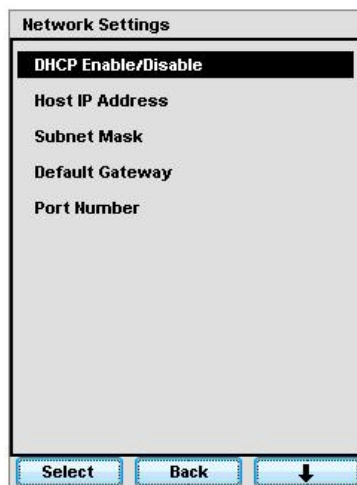 Network Settings
DHCP Enable/Disable
Host IP Address
Subnet Mask
Default Gateway
Port Number
Select Back ↓